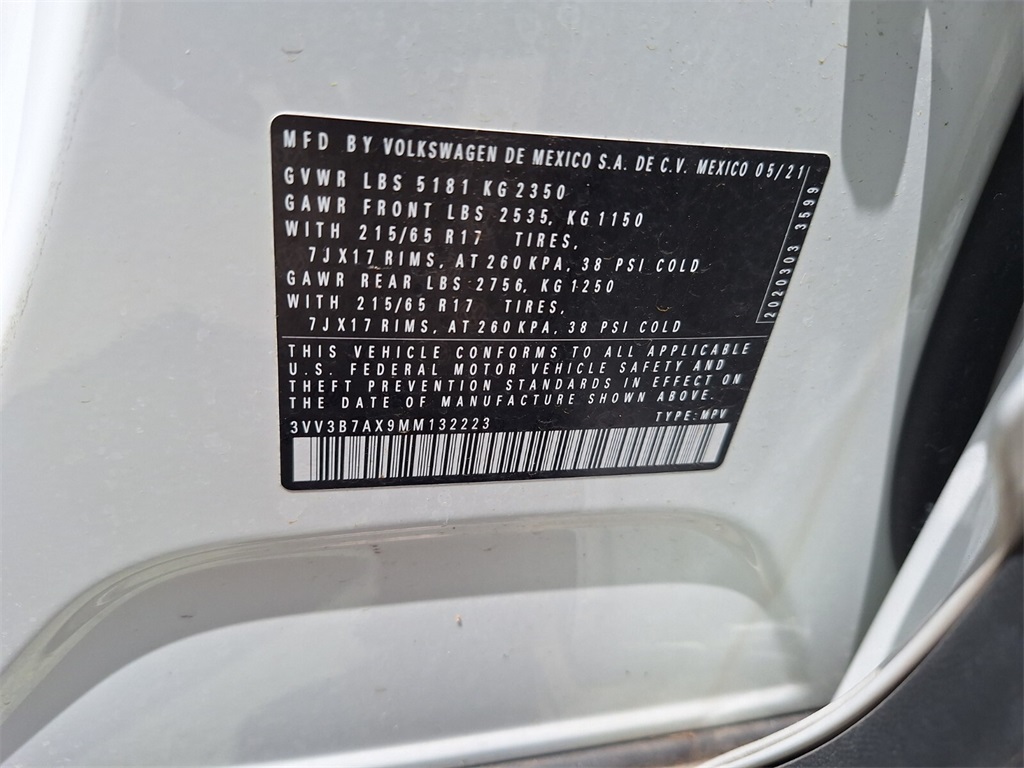 MFD BY VOLKSWAGEN DE MEXICO S.A. DE C.V. MEXICO 05/21
GVWR LBS 5181 KG 2350
GAWR FRONT LBS 2535, KG 1150
WITH 215/65 R17 TIRES,
7JX17 RIMS, AT 260 KPA, 38 PSI COLD
GAWR REAR LBS 2756, KG 1250
WITH 215/65 R17 TIRES,
7JX17 RIMS, AT 260 KPA, 38 PSI COLD
2020303 3599
THIS VEHICLE CONFORMS TO ALL APPLICABLE
U.S. FEDERAL MOTOR VEHICLE SAFETY AND
THEFT PREVENTION STANDARDS IN EFFECT ON
THE DATE OF MANUFACTURE SHOWN ABOVE.
3VV3B7AX9MM132223 TYPE: MPV